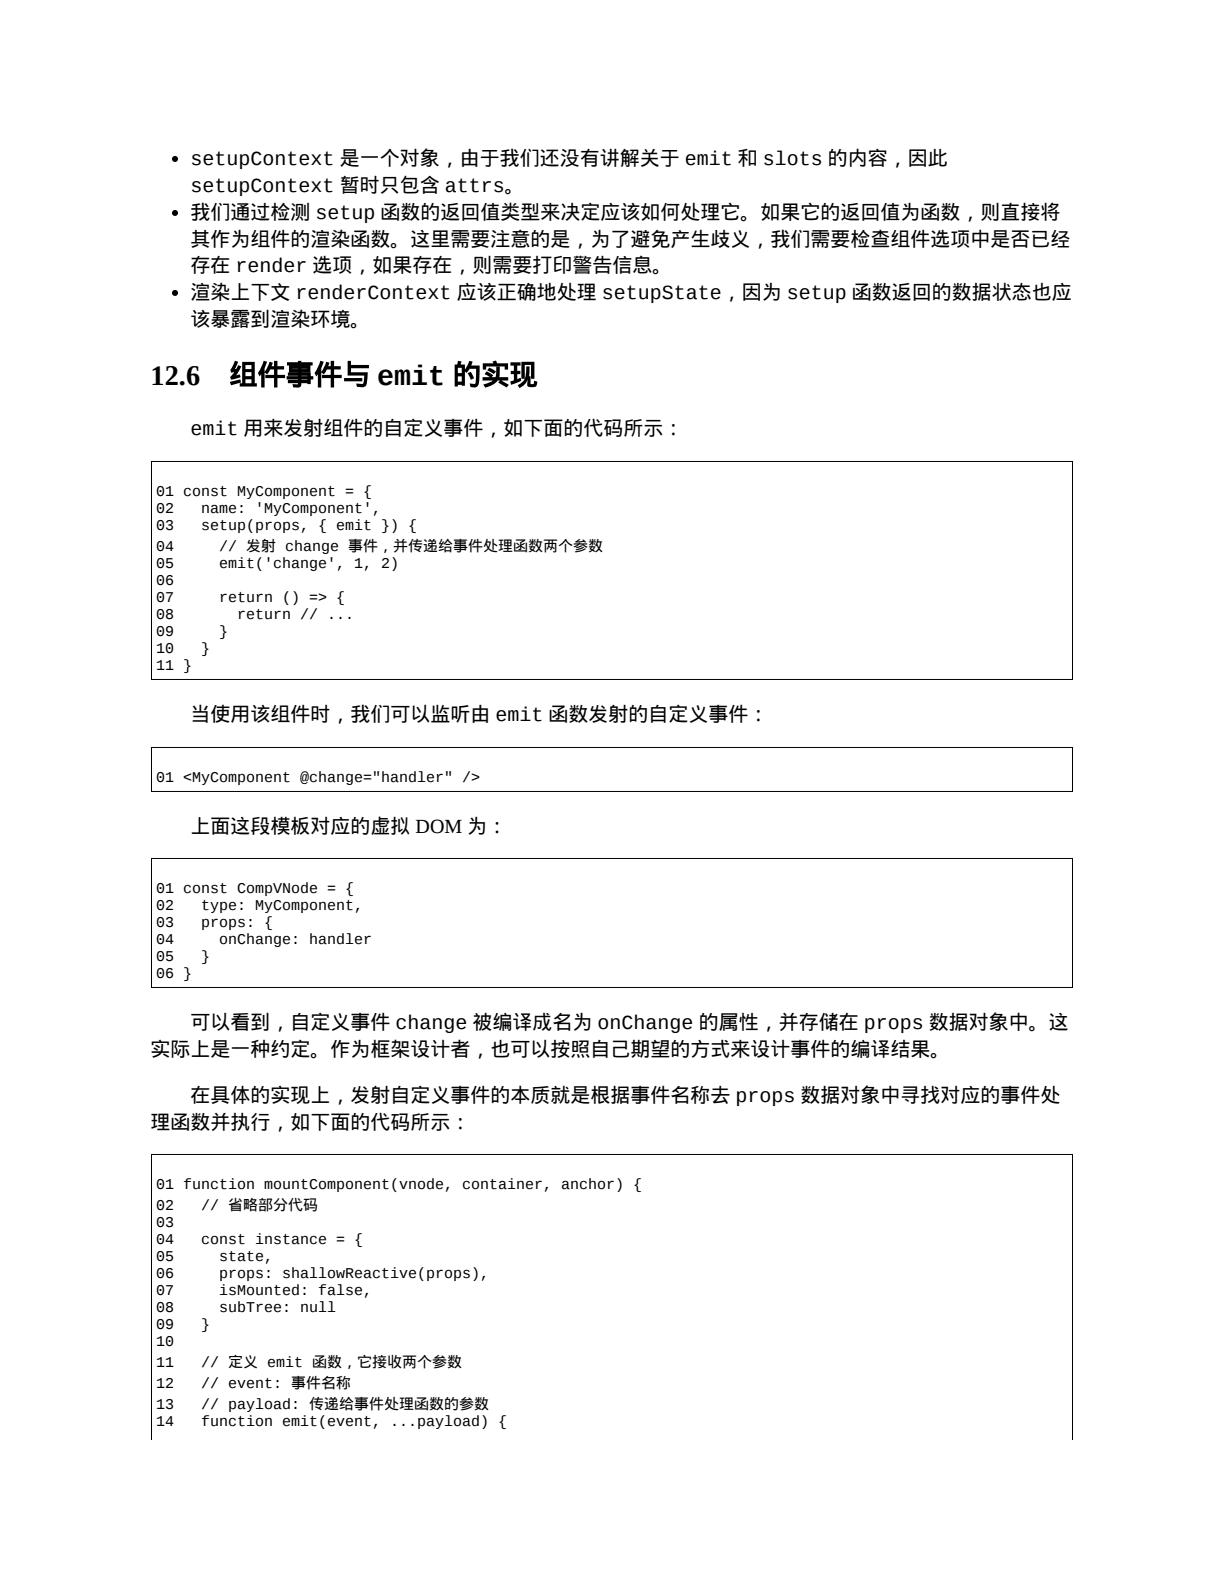 • setupContext 是一个对象，由于我们还没有讲解关于 emit 和 slots 的内容，因此
setupContext 暂时只包含 attrs。
• 我们通过检测 setup 函数的返回值类型来决定应该如何处理它。如果它的返回值为函数，则直接将
其作为组件的渲染函数。这里需要注意的是，为了避免产生歧义，我们需要检查组件选项中是否已经
存在 render 选项，如果存在，则需要打印警告信息。
• 渲染上下文 renderContext 应该正确地处理 setupState，因为 setup 函数返回的数据状态也应
该暴露到渲染环境。
12.6 组件事件与 emit 的实现
emit 用来发射组件的自定义事件，如下面的代码所示：
01 const MyComponent = {
02   name: 'MyComponent',
03   setup(props, { emit }) {
04     // 发射 change 事件，并传递给事件处理函数两个参数
05     emit('change', 1, 2)
06
07     return () => {
08       return // ...
09     }
10   }
11 }
当使用该组件时，我们可以监听由 emit 函数发射的自定义事件：
01 <MyComponent @change="handler" />
上面这段模板对应的虚拟 DOM 为：
01 const CompVNode = {
02   type: MyComponent,
03   props: {
04     onChange: handler
05   }
06 }
可以看到，自定义事件 change 被编译成名为 onChange 的属性，并存储在 props 数据对象中。这
实际上是一种约定。作为框架设计者，也可以按照自己期望的方式来设计事件的编译结果。
在具体的实现上，发射自定义事件的本质就是根据事件名称去 props 数据对象中寻找对应的事件处
理函数并执行，如下面的代码所示：
01 function mountComponent(vnode, container, anchor) {
02   // 省略部分代码
03
04   const instance = {
05     state,
06     props: shallowReactive(props),
07     isMounted: false,
08     subTree: null
09   }
10
11   // 定义 emit 函数，它接收两个参数
12   // event: 事件名称
13   // payload: 传递给事件处理函数的参数
14   function emit(event, ...payload) {